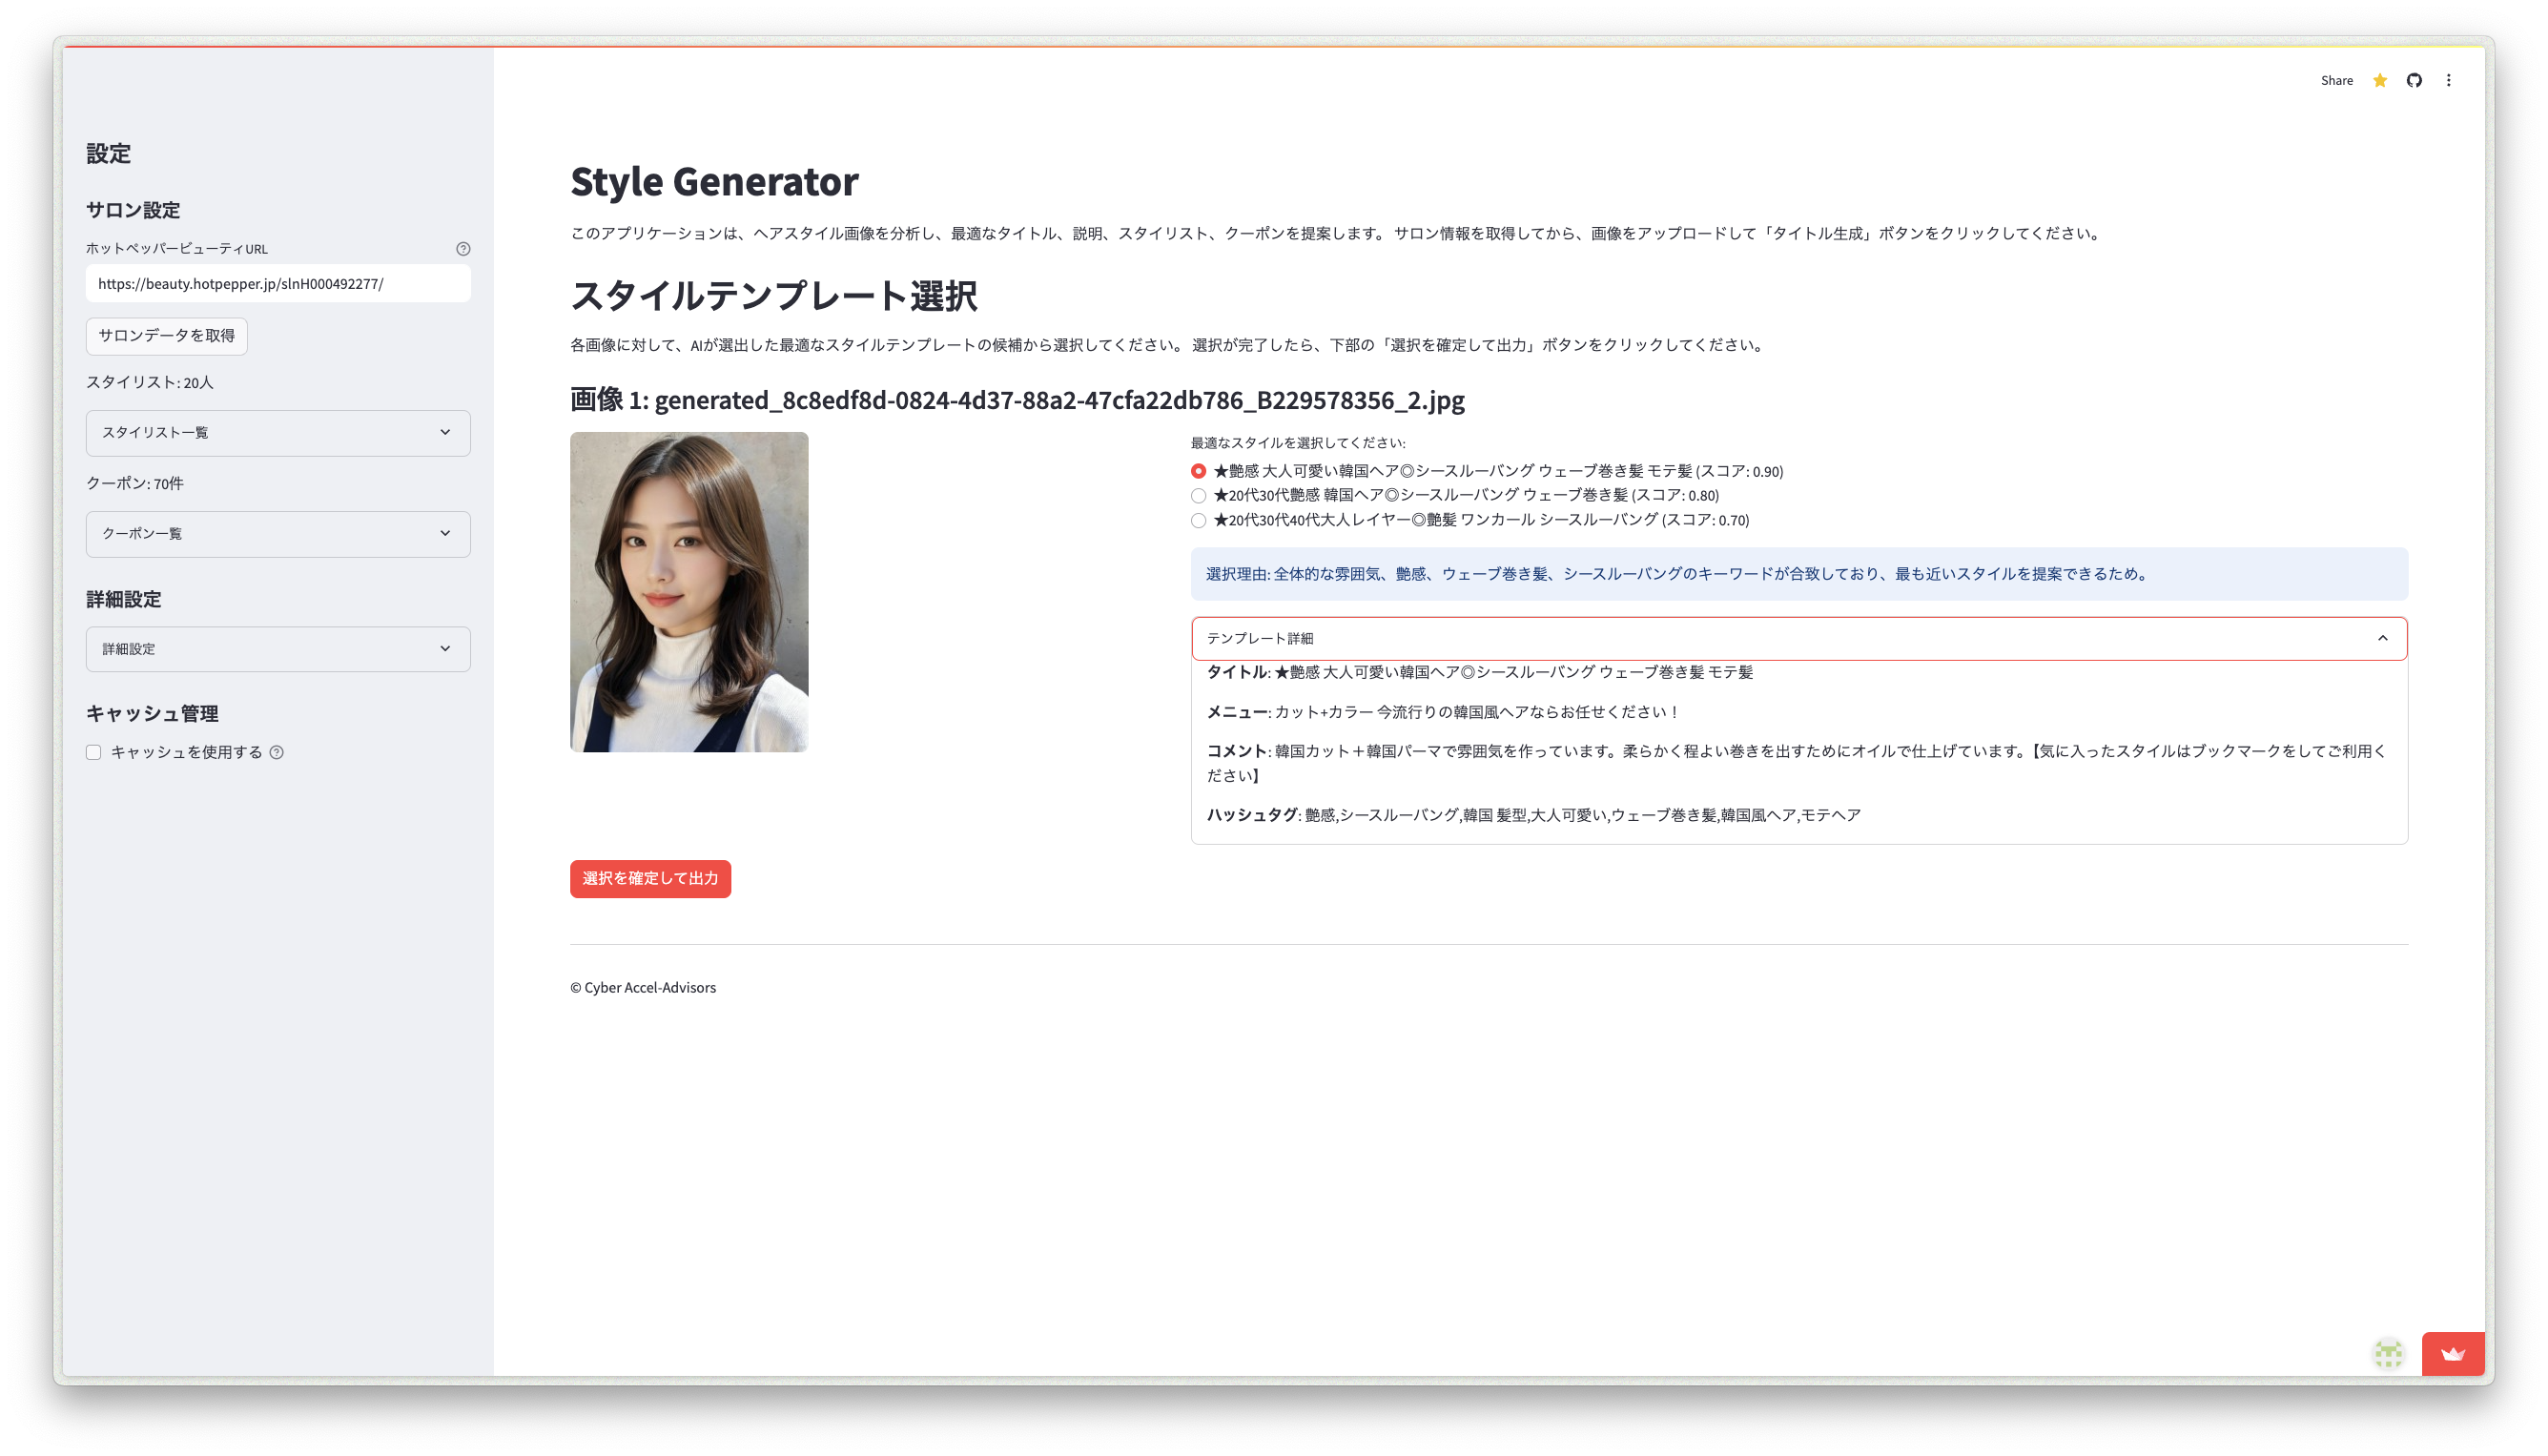 Share
設定
サロン設定
ホットペッパービューティURL
https://beauty.hotpepper.jp/slnH000492277/
サロンデータを取得
スタイリスト: 20人
スタイリスト一覧
クーポン: 70件
クーポン一覧
詳細設定
詳細設定
キャッシュ管理
キャッシュを使用する
Style Generator
このアプリケーションは、ヘアスタイル画像を分析し、最適なタイトル、説明、スタイリスト、クーポンを提案します。 サロン情報を取得してから、画像をアップロードして「タイトル生成」ボタンをクリックしてください。
スタイルテンプレート選択
各画像に対して、AIが選出した最適なスタイルテンプレートの候補から選択してください。 選択が完了したら、下部の「選択を確定して出力」ボタンをクリックしてください。
画像 1: generated_8c8edf8d-0824-4d37-88a2-47cfa22db786_B229578356_2.jpg
最適なスタイルを選択してください:
★艶感 大人可愛い韓国ヘア◎シースルーバング ウェーブ巻き髪 モテ髪 (スコア: 0.90)
★20代30代艶感 韓国ヘア◎シースルーバング ウェーブ巻き髪 (スコア: 0.80)
★20代30代40代大人レイヤー◎艶髪 ワンカール シースルーバング (スコア: 0.70)
選択理由: 全体的な雰囲気、艶感、ウェーブ巻き髪、シースルーバングのキーワードが合致しており、最も近いスタイルを提案できるため。
テンプレート詳細
タイトル: ★艶感 大人可愛い韓国ヘア◎シースルーバング ウェーブ巻き髪 モテ髪
メニュー: カット+カラー 今流行りの韓国風ヘアならお任せください！
コメント: 韓国カット＋韓国パーマで雰囲気を作っています。柔らかく程よい巻きを出すためにオイルで仕上げています。【気に入ったスタイルはブックマークをしてご利用く
ださい】
ハッシュタグ: 艶感,シースルーバング,韓国 髪型,大人可愛い,ウェーブ巻き髪,韓国風ヘア,モテヘア
選択を確定して出力
© Cyber Accel-Advisors